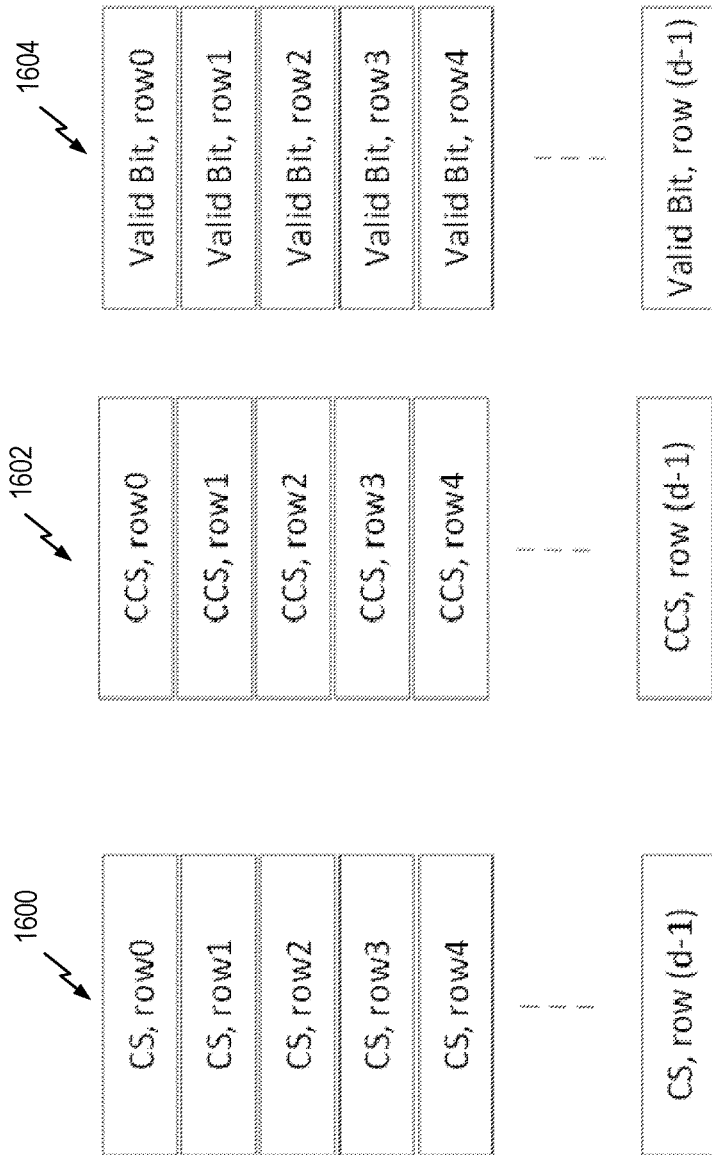 1600
CS, row0
CS, row1
CS, row2
CS, row3
CS, row4
CS, row (d-1)
1602
CCS, row0
CCS, row1
CCS, row2
CCS, row3
CCS, row4
CCS, row (d-1)
1604
Valid Bit, row0
Valid Bit, row1
Valid Bit, row2
Valid Bit, row3
Valid Bit, row4
Valid Bit, row (d-1)